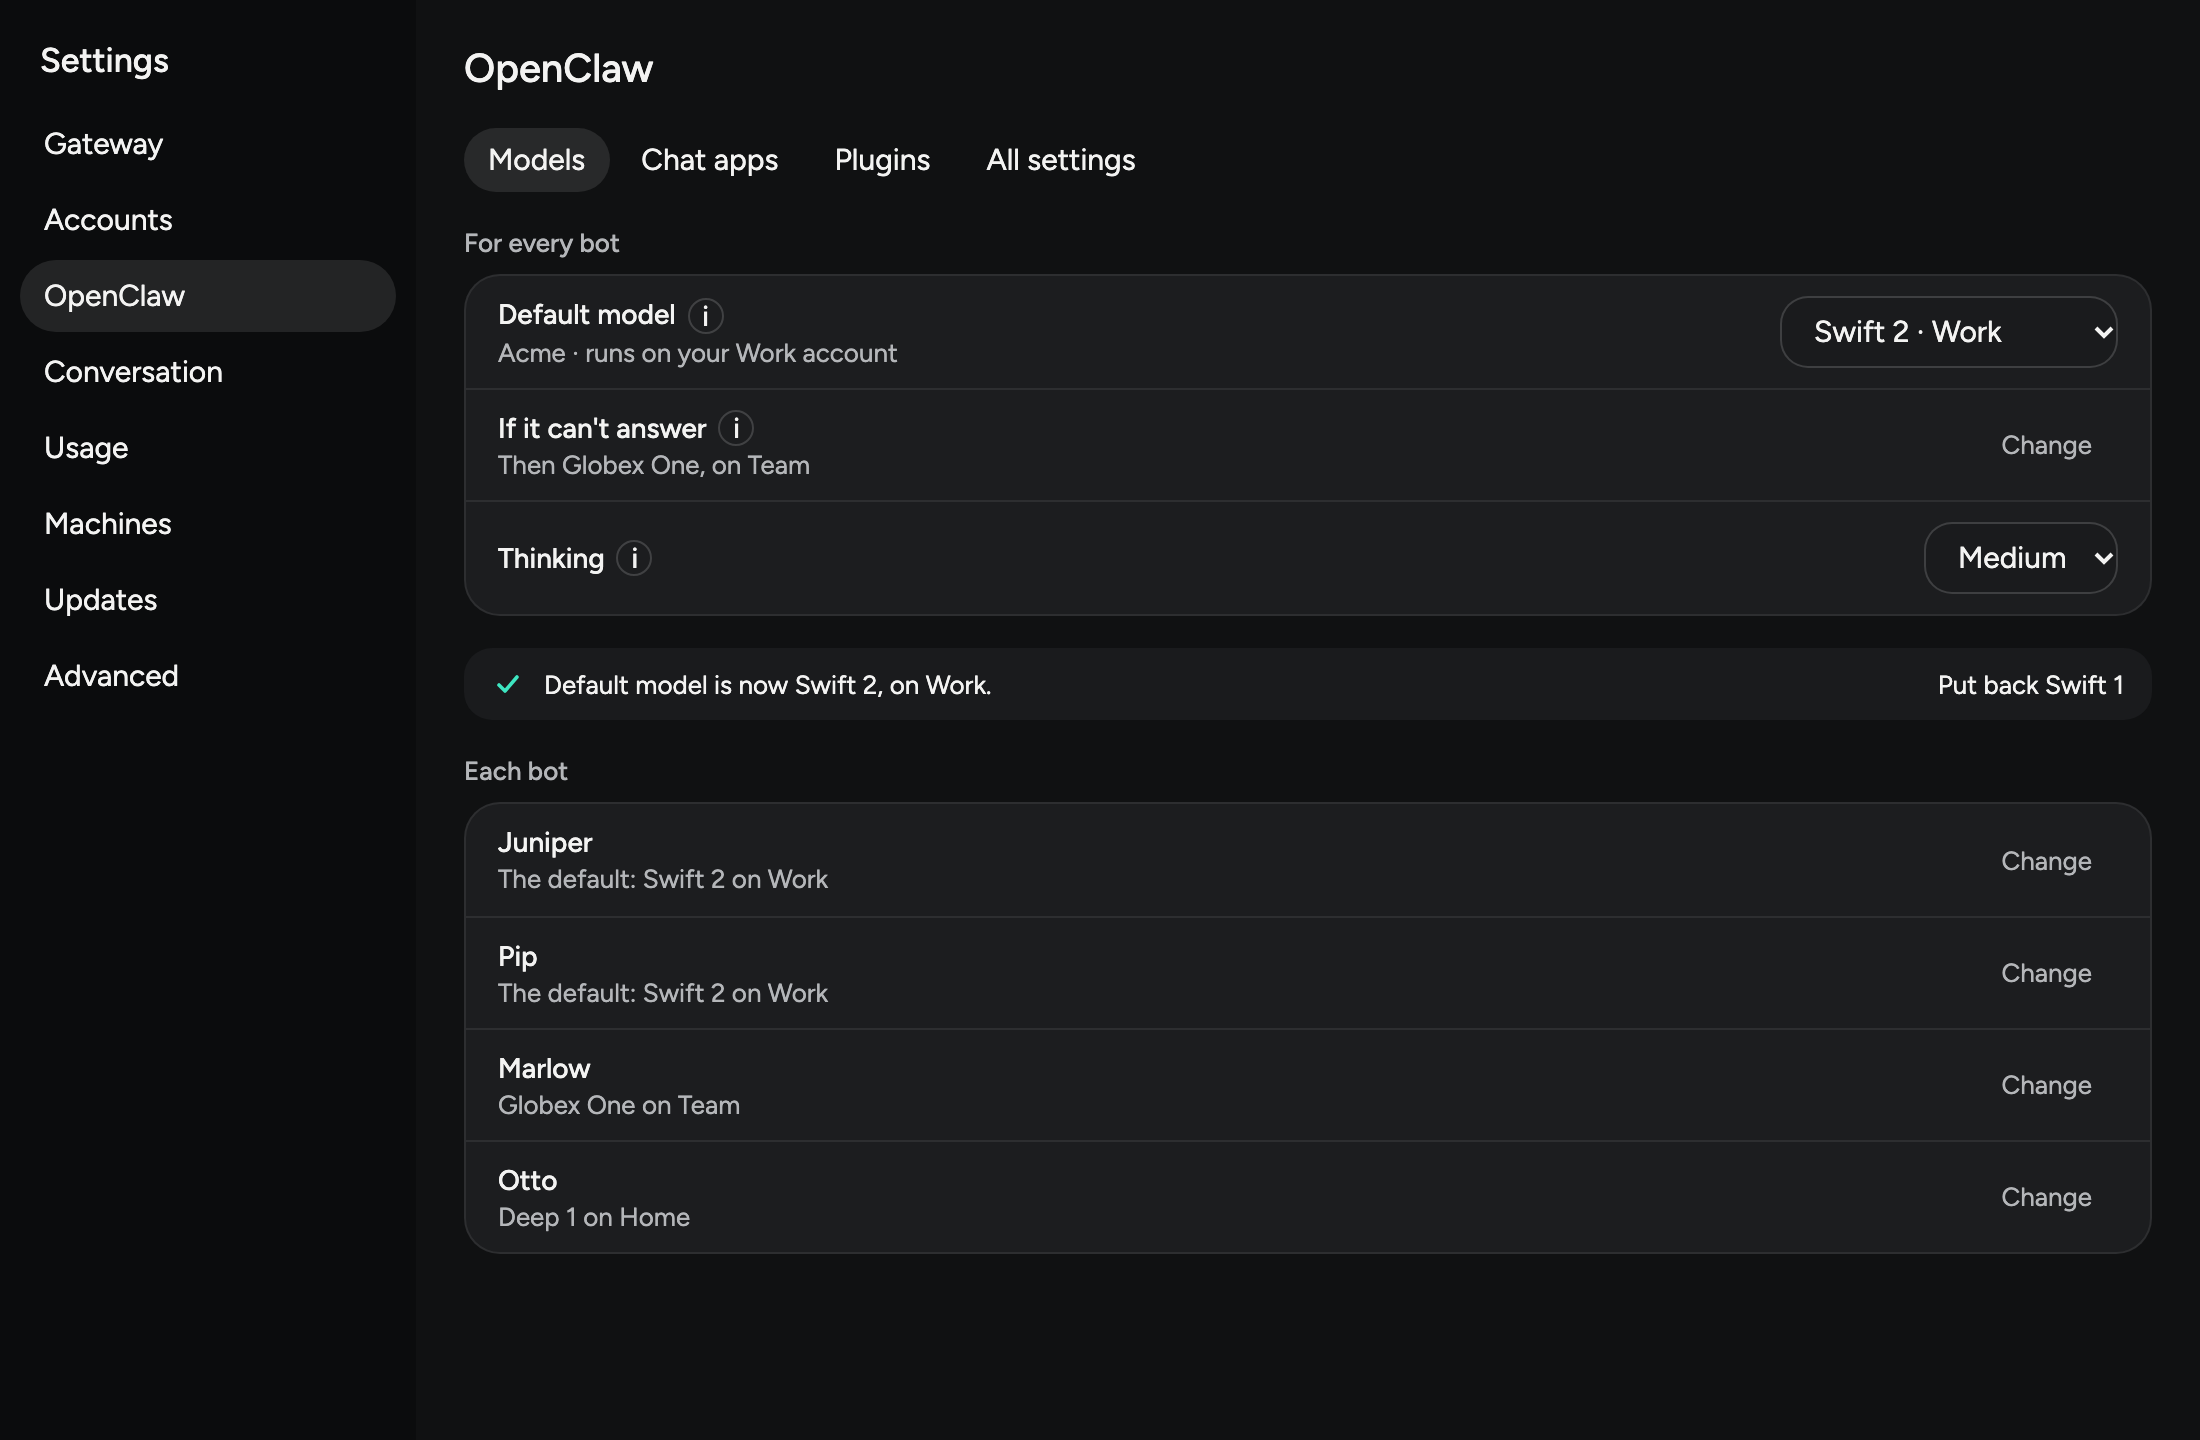 Settings
Gateway
Accounts
OpenClaw
Conversation
Usage
Machines
Updates
Advanced
OpenClaw
Models
Chat apps
Plugins
All settings
For every bot
Default model i
Acme · runs on your Work account
Swift 2 · Work
If it can't answer i
Then Globex One, on Team
Change
Thinking i
Medium
Default model is now Swift 2, on Work.
Put back Swift 1
Each bot
Juniper
The default: Swift 2 on Work
Change
Pip
The default: Swift 2 on Work
Change
Marlow
Globex One on Team
Change
Otto
Deep 1 on Home
Change